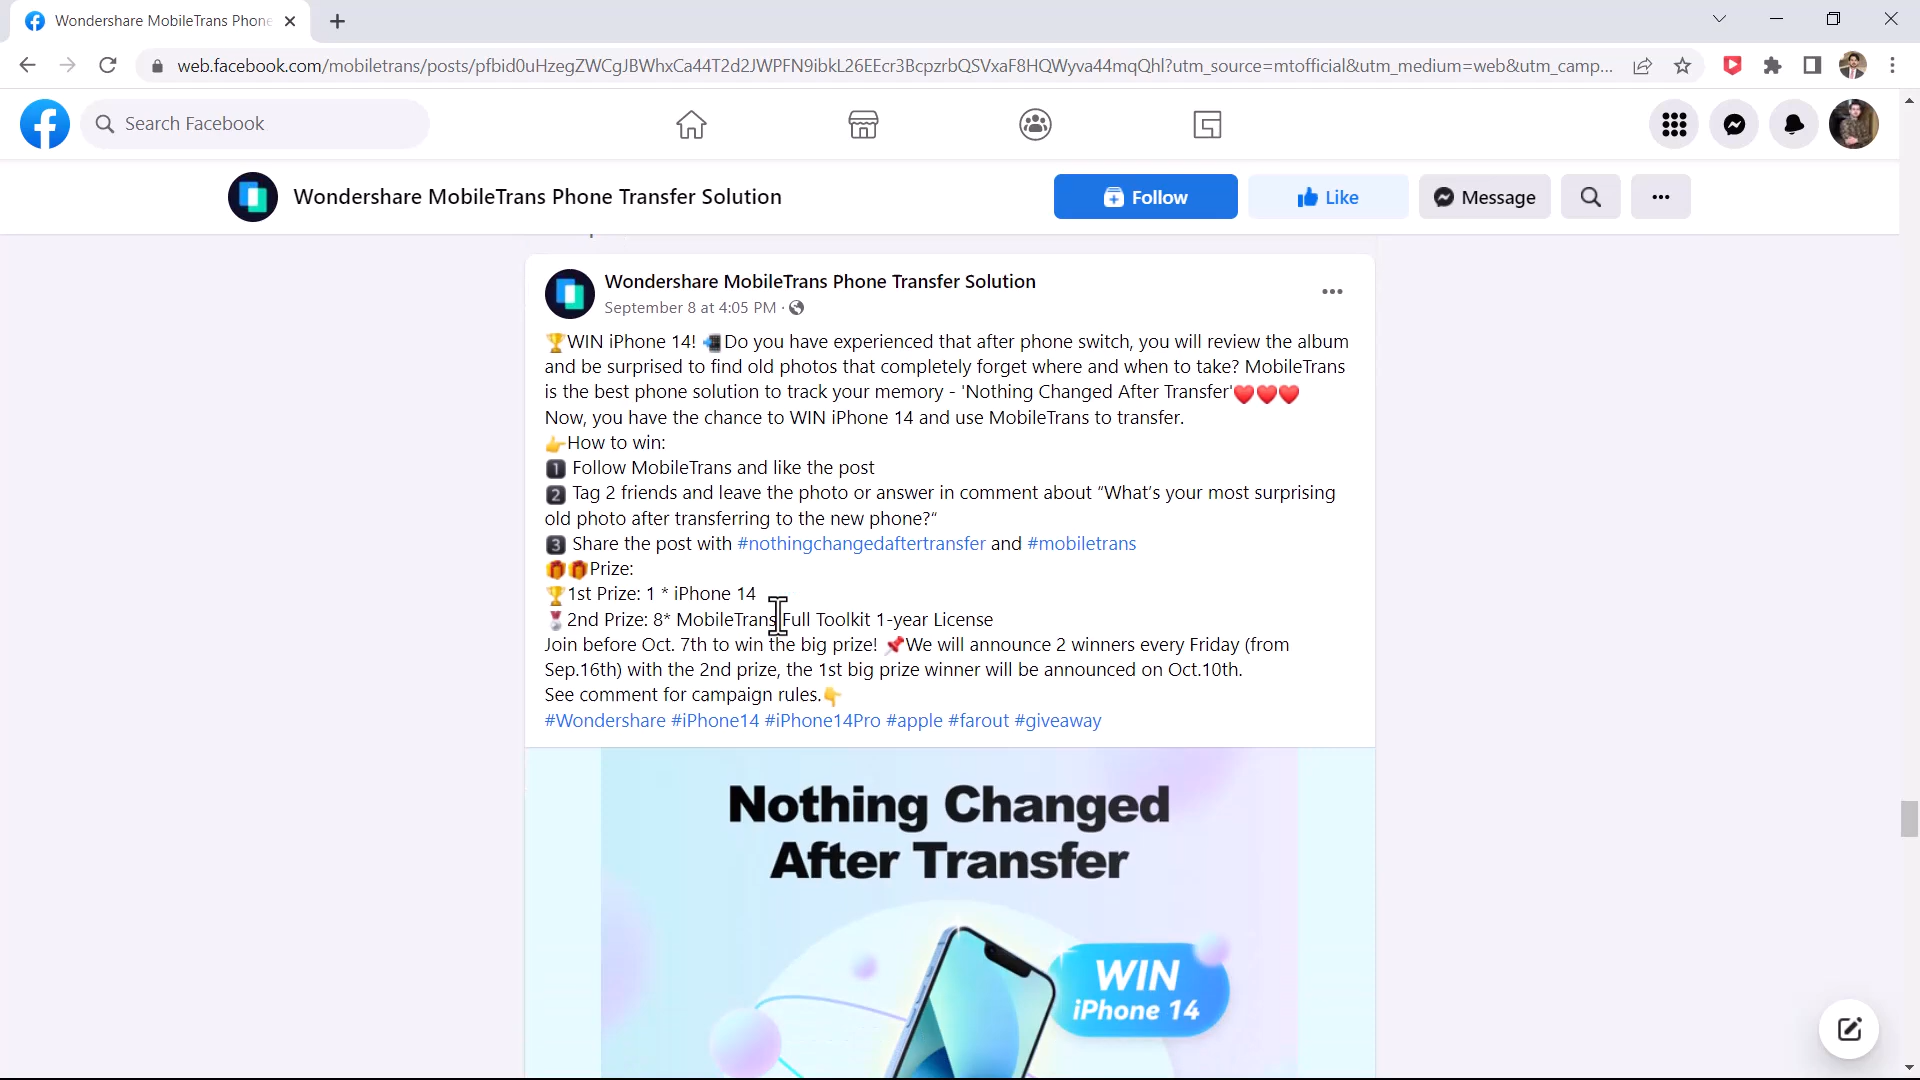 Wondershare MobileTrans Phone
web.facebook.com/mobiletrans/posts/pfbid0uHzegZWCgJBWhxCa44T2d2JWPFN9ibkL26EEcr3BcpzrbQSVxaF8HQWyva44mqQhl?utm_source=mtofficial&utm_medium=web&utm_camp...
Search Facebook
Wondershare MobileTrans Phone Transfer Solution
Follow
Like
Message
Wondershare MobileTrans Phone Transfer Solution
September 8 at 4:05 PM ·
🏆WIN iPhone 14! 📲Do you have experienced that after phone switch, you will review the album
and be surprised to find old photos that completely forget where and when to take? MobileTrans
is the best phone solution to track your memory - 'Nothing Changed After Transfer'❤️❤️❤️
Now, you have the chance to WIN iPhone 14 and use MobileTrans to transfer.
👉How to win:
1️⃣ Follow MobileTrans and like the post
2️⃣ Tag 2 friends and leave the photo or answer in comment about “What’s your most surprising
old photo after transferring to the new phone?“
3️⃣ Share the post with #nothingchangedaftertransfer and #mobiletrans
🎁🎁Prize:
🏆1st Prize: 1 * iPhone 14
🥈2nd Prize: 8* MobileTrans Full Toolkit 1-year License
Join before Oct. 7th to win the big prize! 📌We will announce 2 winners every Friday (from
Sep.16th) with the 2nd prize, the 1st big prize winner will be announced on Oct.10th.
See comment for campaign rules.👇
#Wondershare #iPhone14 #iPhone14Pro #apple #farout #giveaway
Nothing Changed
After Transfer
WIN
iPhone 14